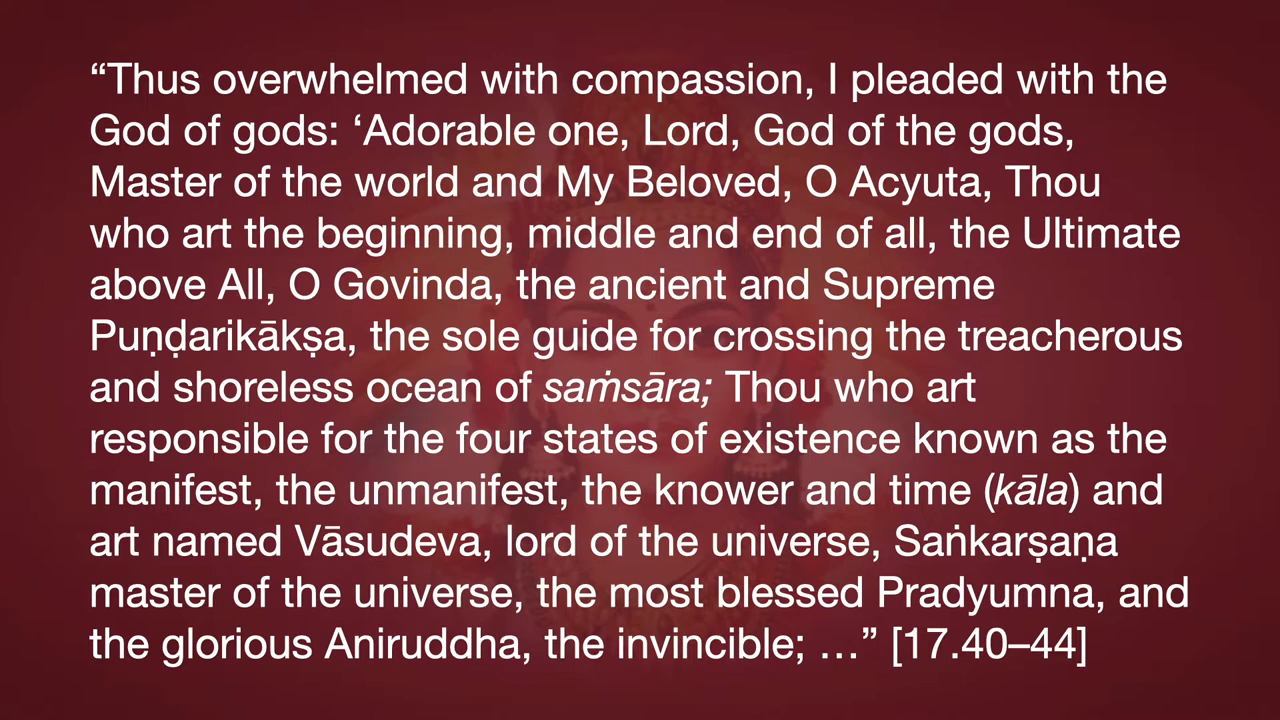 “Thus overwhelmed with compassion, I pleaded with the
God of gods: ‘Adorable one, Lord, God of the gods,
Master of the world and My Beloved, O Acyuta, Thou
who art the beginning, middle and end of all, the Ultimate
above All, O Govinda, the ancient and Supreme
Puṇḍarikākṣa, the sole guide for crossing the treacherous
and shoreless ocean of saṁsāra; Thou who art
responsible for the four states of existence known as the
manifest, the unmanifest, the knower and time (kāla) and
art named Vāsudeva, lord of the universe, Saṅkarṣaṇa
master of the universe, the most blessed Pradyumna, and
the glorious Aniruddha, the invincible; …” [17.40–44]